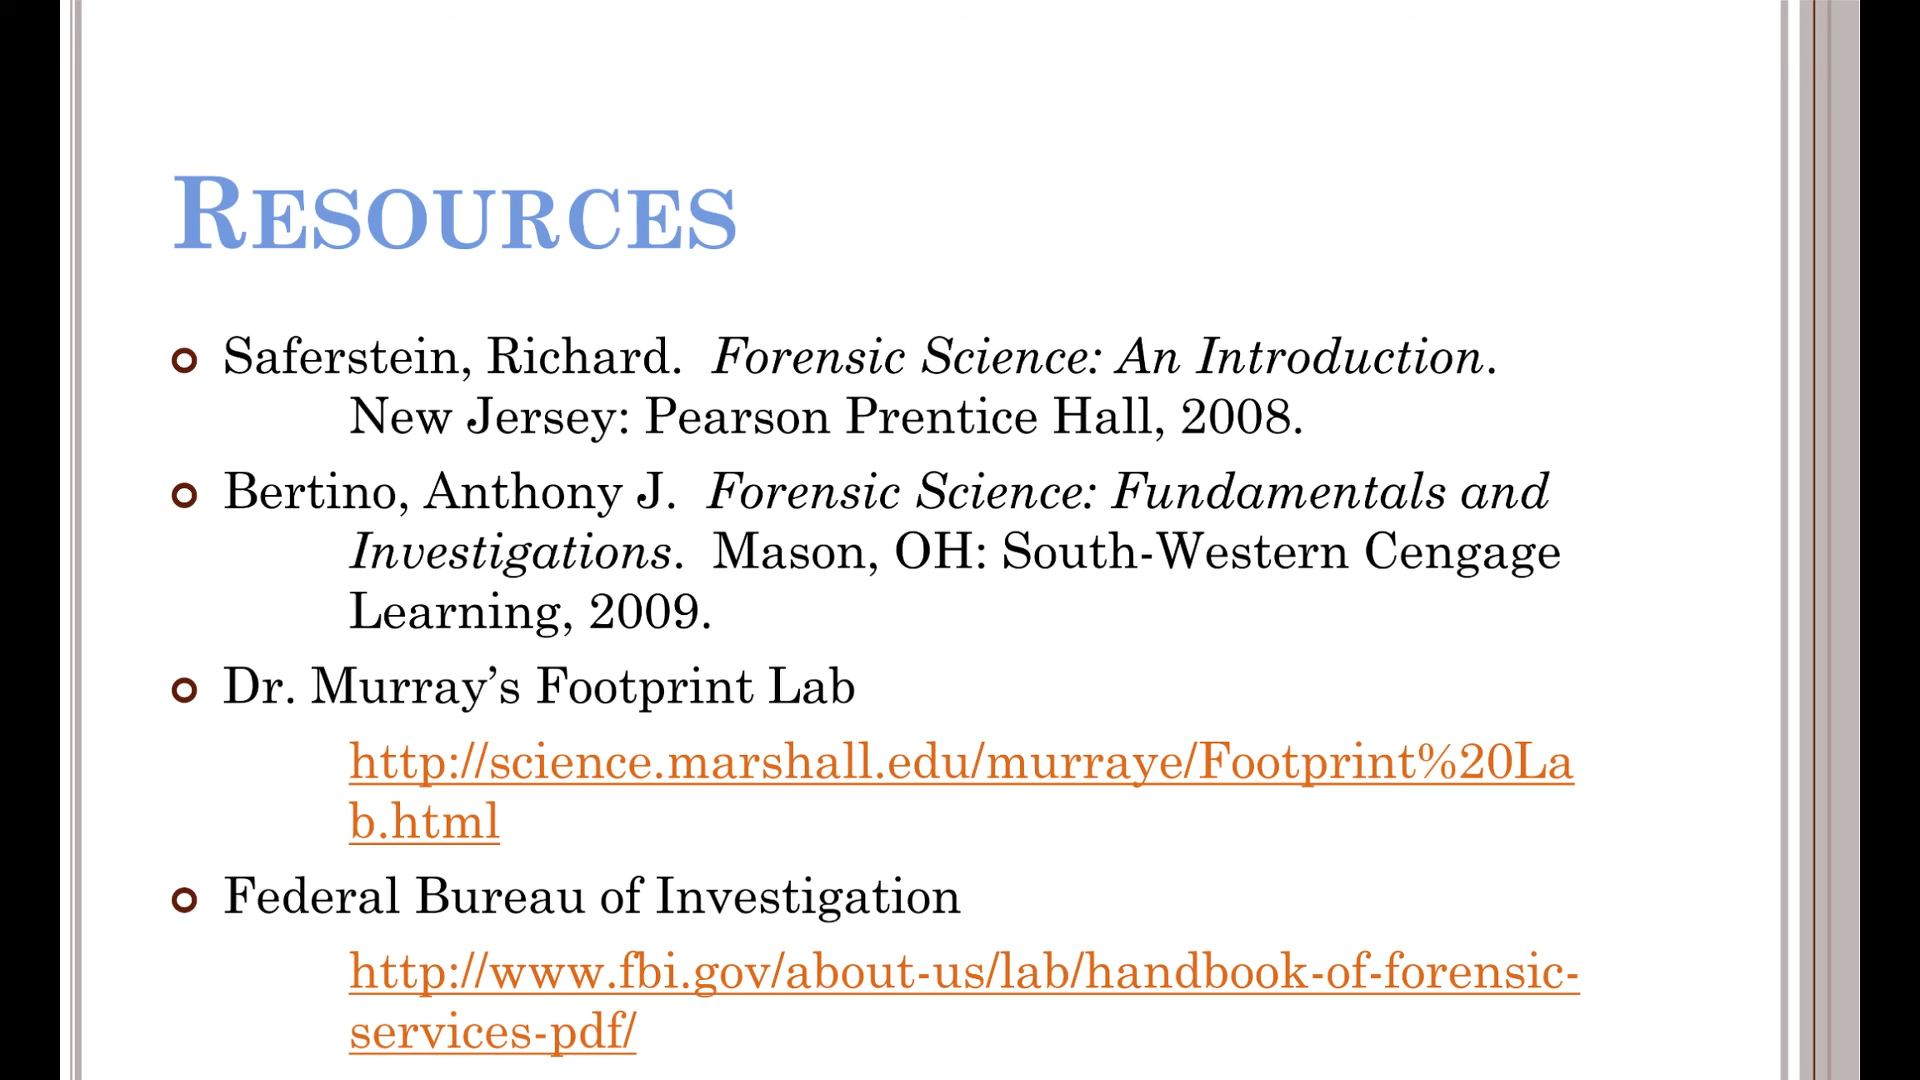 RESOURCES
Saferstein, Richard. Forensic Science: An Introduction.
New Jersey: Pearson Prentice Hall, 2008.
Bertino, Anthony J. Forensic Science: Fundamentals and
Investigations. Mason, OH: South-Western Cengage
Learning, 2009.
Dr. Murray’s Footprint Lab
http://science.marshall.edu/murraye/Footprint%20La
b.html
Federal Bureau of Investigation
http://www.fbi.gov/about-us/lab/handbook-of-forensic-
services-pdf/